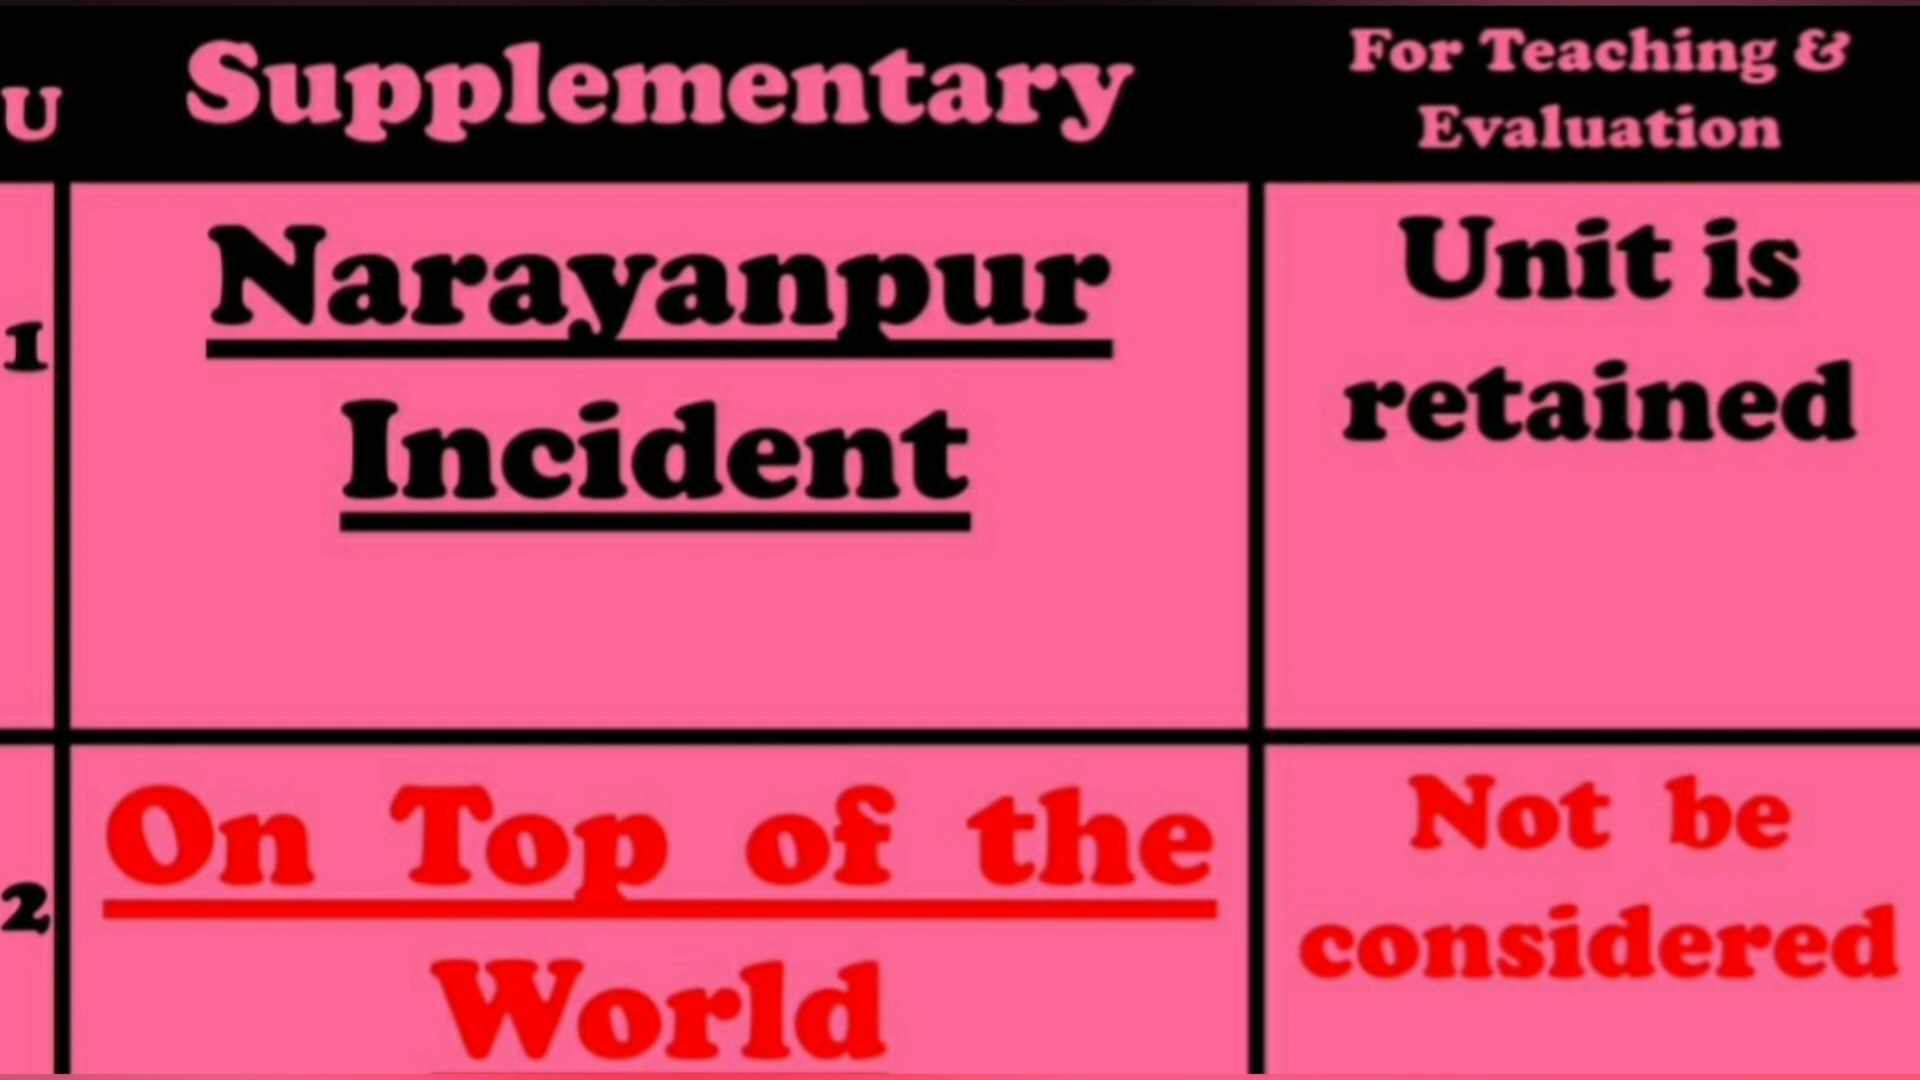 U Supplementary For Teaching &
Evaluation
1 Narayanpur
Incident
Unit is
retained
2 On Top of the
World
Not be
considered